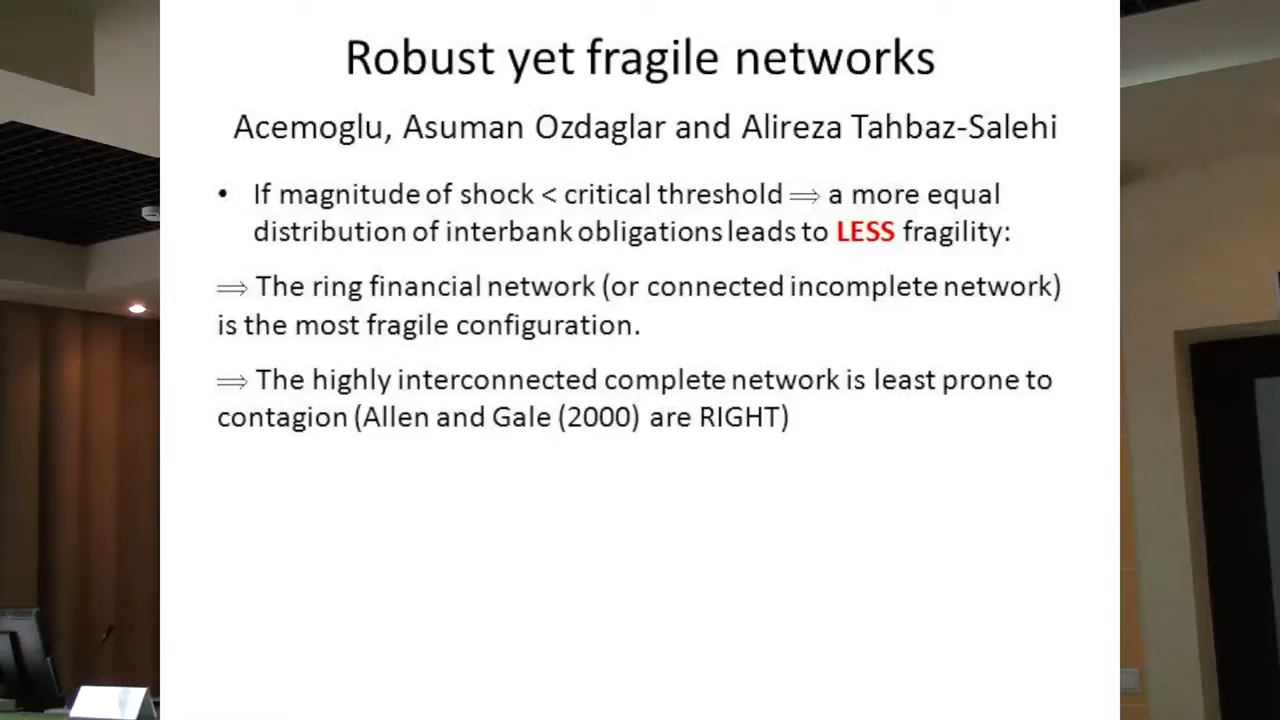 Robust yet fragile networks
Acemoglu, Asuman Ozdaglar and Alireza Tahbaz-Salehi
• If magnitude of shock < critical threshold ⟹ a more equal
distribution of interbank obligations leads to LESS fragility:
⟹ The ring financial network (or connected incomplete network)
is the most fragile configuration.
⟹ The highly interconnected complete network is least prone to
contagion (Allen and Gale (2000) are RIGHT)